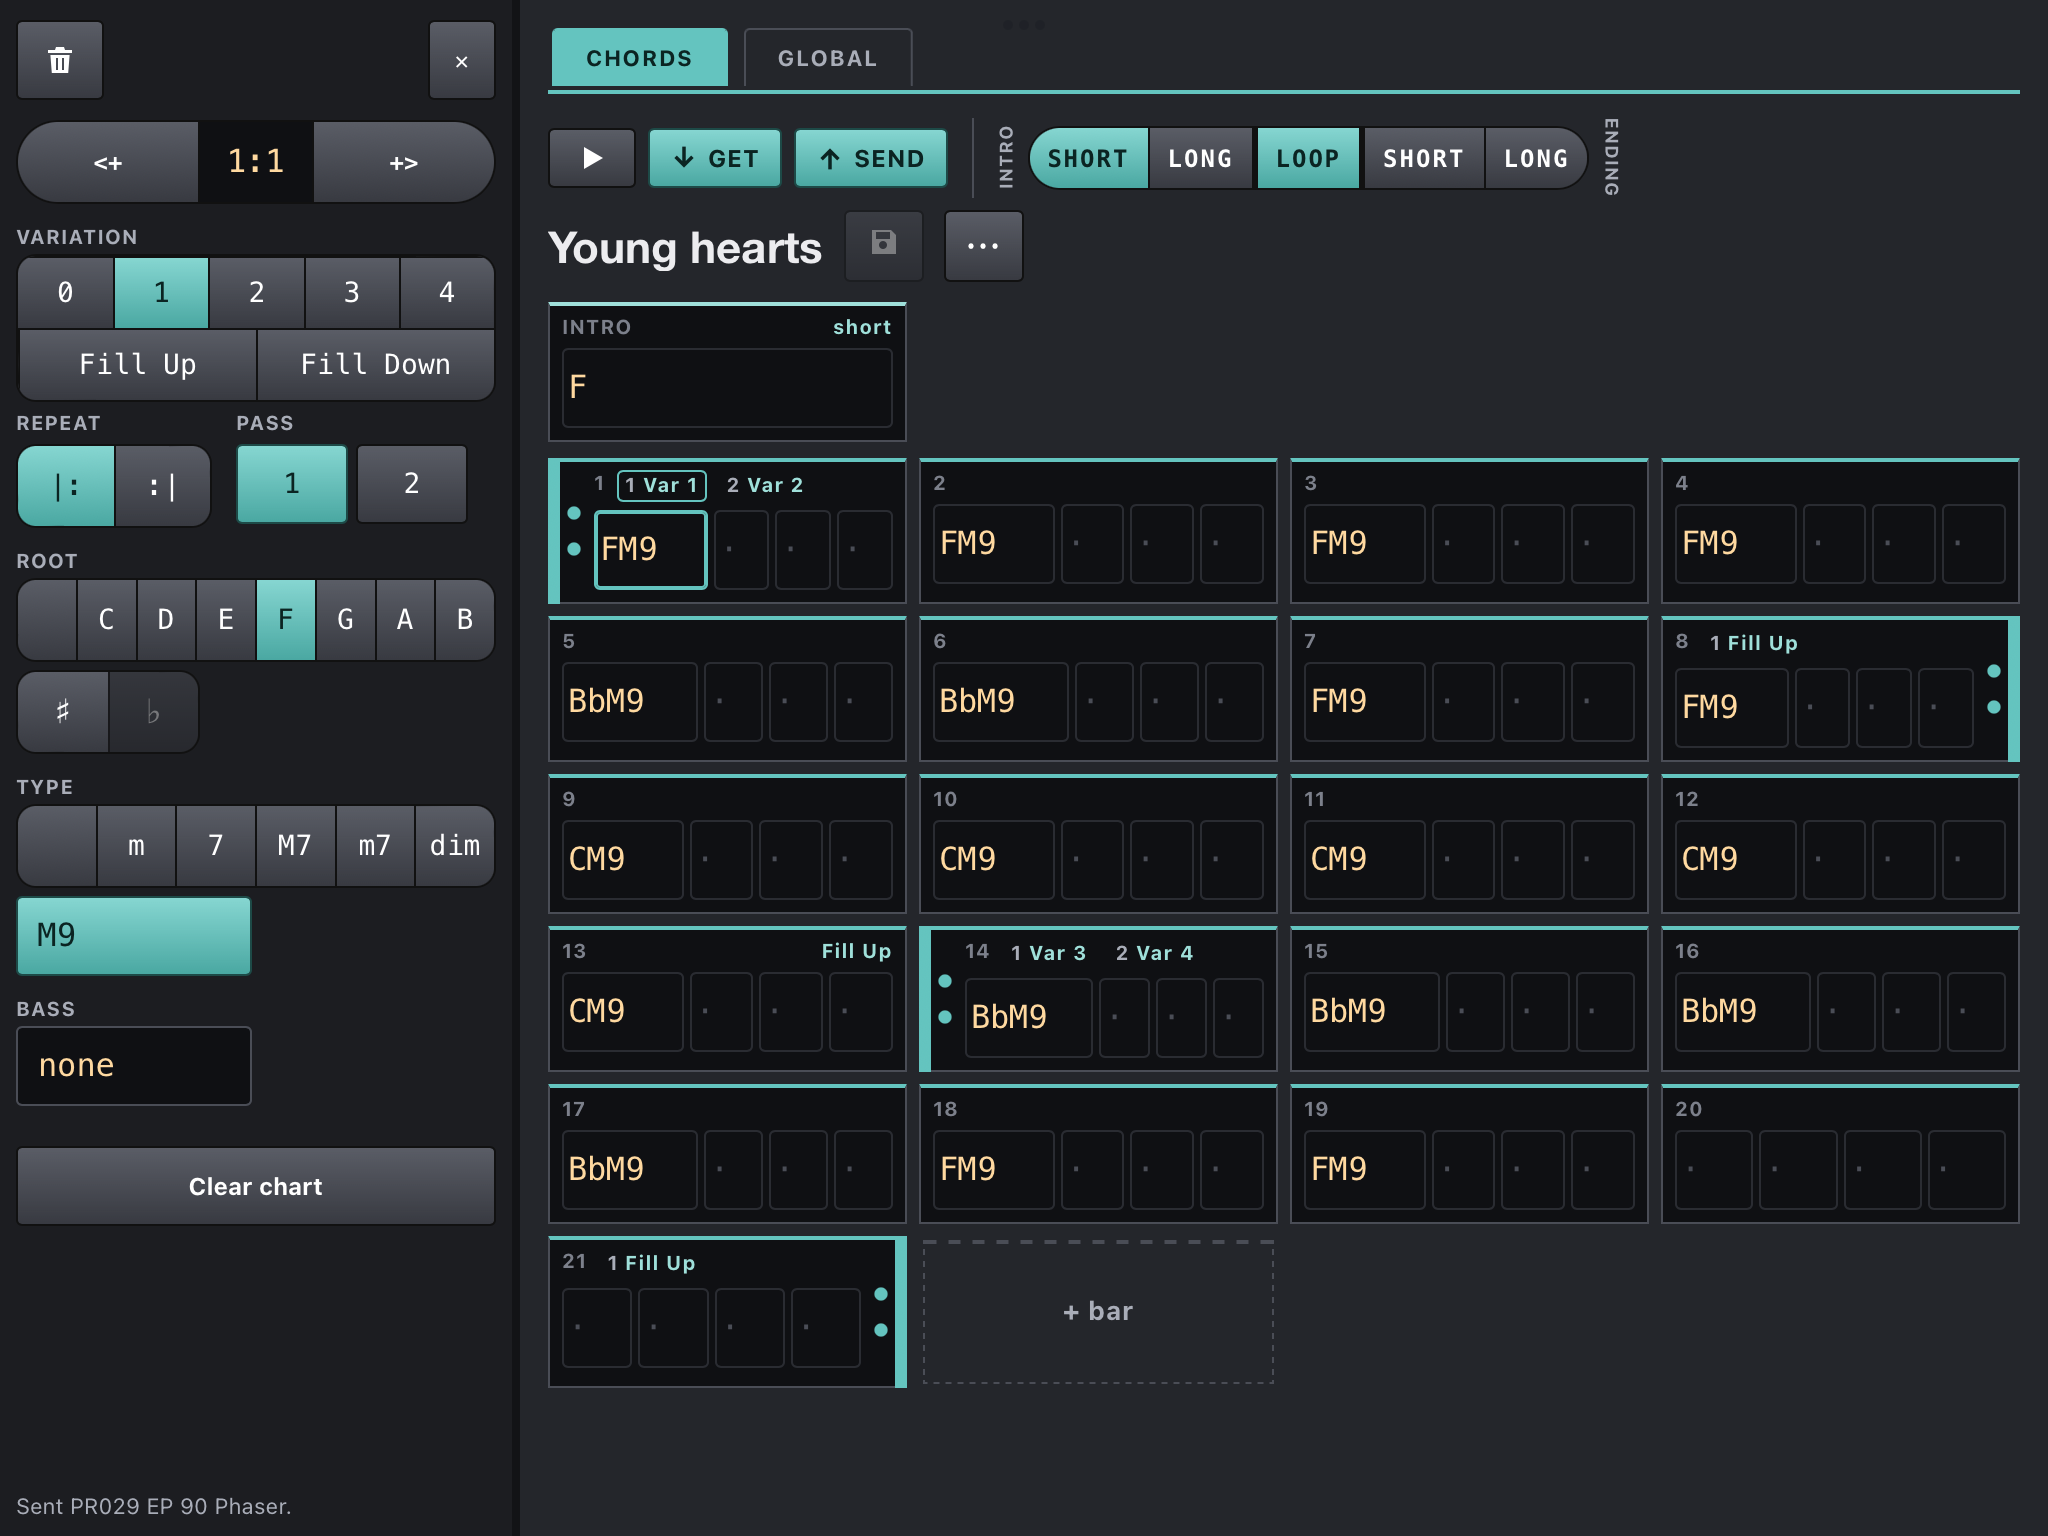 ×
<+ 1:1 +>
VARIATION
0 1 2 3 4
Fill Up Fill Down
REPEAT PASS
|: :| 1 2
ROOT
C D E F G A B
♯ ♭
TYPE
m 7 M7 m7 dim
M9
BASS
none
Clear chart
Sent PR029 EP 90 Phaser.
CHORDS GLOBAL
GET SEND INTRO SHORT LONG LOOP SHORT LONG ENDING
Young hearts ...
INTRO short
F
1 1 Var 1 2 Var 2
FM9 . . .
2
FM9 . . .
3
FM9 . . .
4
FM9 . . .
5
BbM9 . . .
6
BbM9 . . .
7
FM9 . . .
8 1 Fill Up
FM9 . . .
9
CM9 . . .
10
CM9 . . .
11
CM9 . . .
12
CM9 . . .
13 Fill Up
CM9 . . .
14 1 Var 3 2 Var 4
BbM9 . . .
15
BbM9 . . .
16
BbM9 . . .
17
BbM9 . . .
18
FM9 . . .
19
FM9 . . .
20
. . . .
21 1 Fill Up
. . . .
+ bar